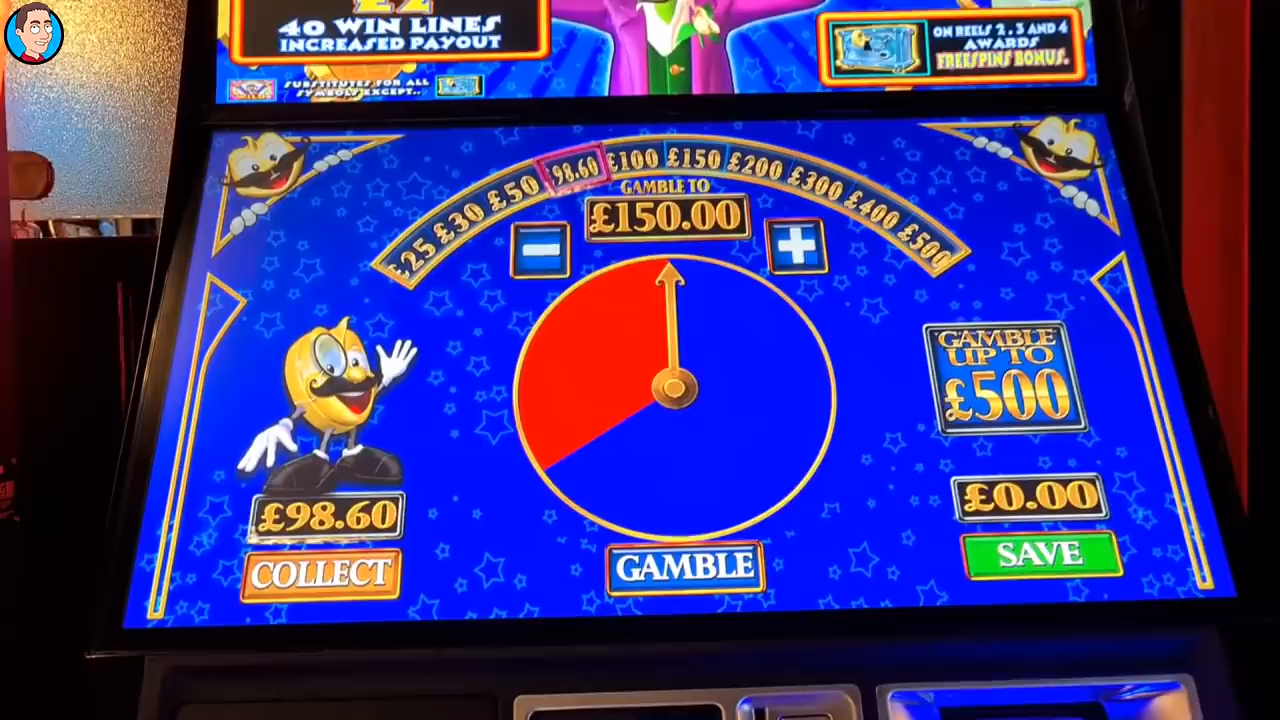 £2
40 WIN LINES
INCREASED PAYOUT
SUBSTITUTES FOR ALL
SYMBOLS EXCEPT..
WILD
ON REELS 2, 3 AND 4
AWARDS
FREESPINS BONUS.
£25 £30 £50 98.60 £100 £150 £200 £300 £400 £500
GAMBLE TO
£150.00
- +
GAMBLE
UP TO
£500
£98.60
COLLECT
GAMBLE
£0.00
SAVE